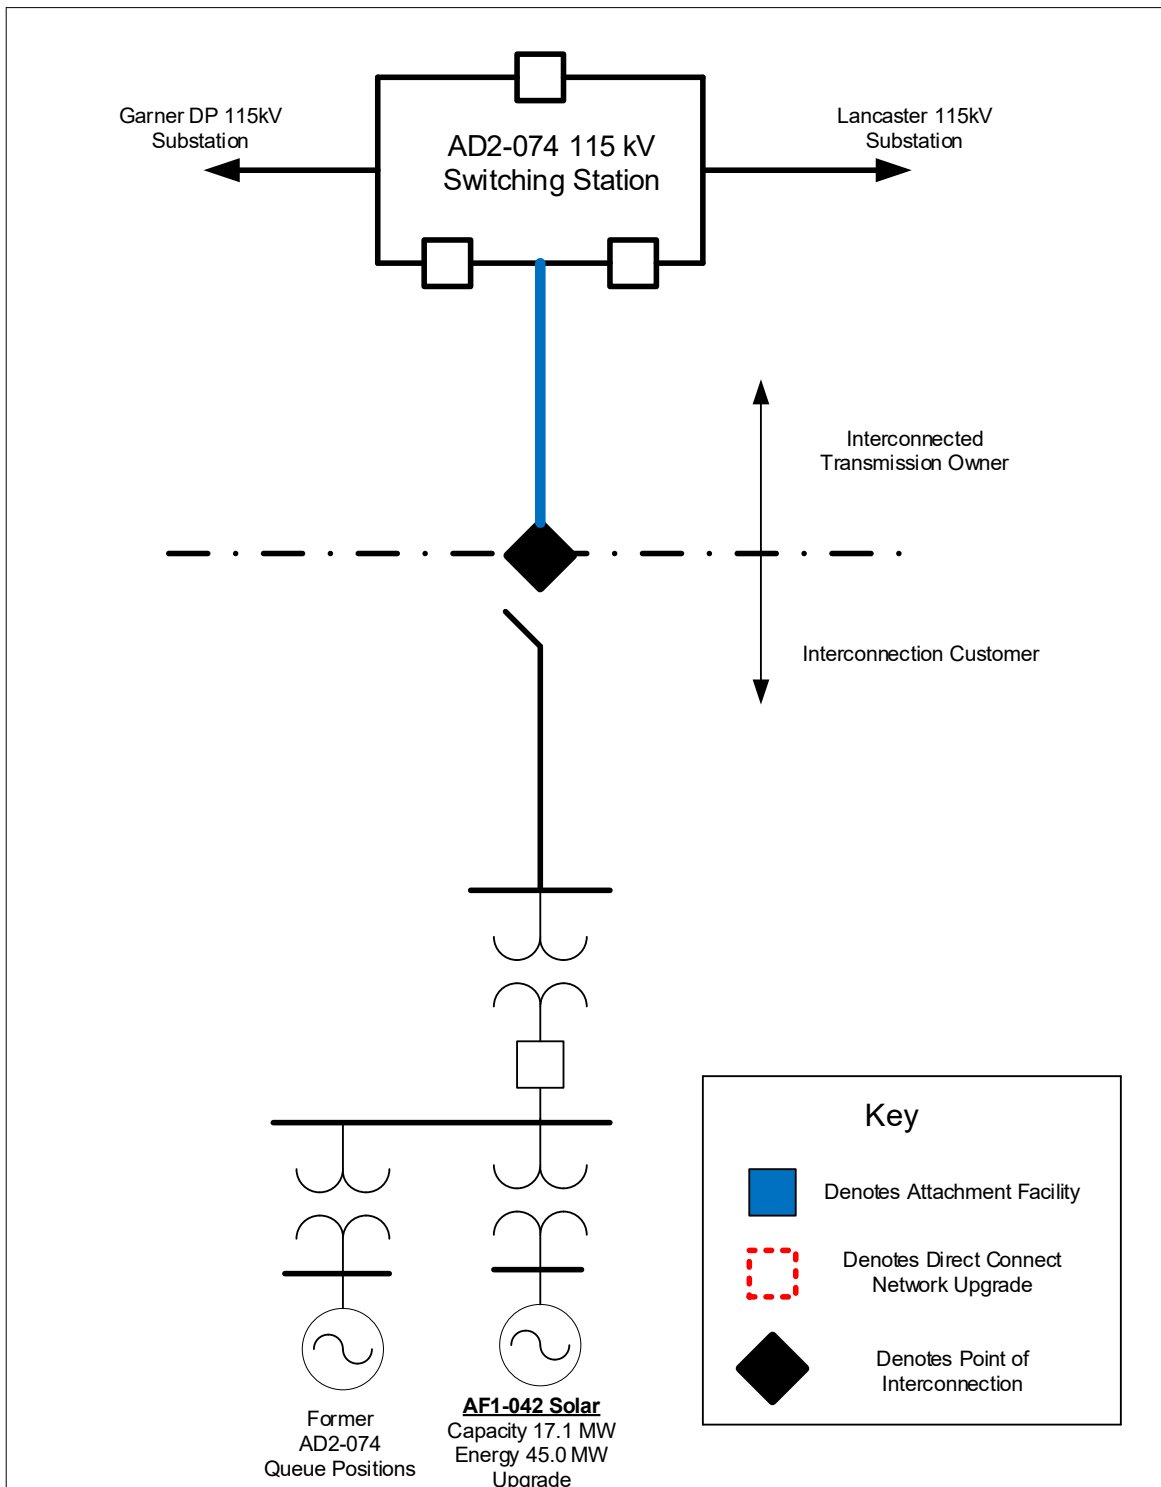 Garner DP 115kV
Substation
AD2-074 115 kV
Switching Station
Lancaster 115kV
Substation
Interconnected
Transmission Owner
Interconnection Customer
Key
Denotes Attachment Facility
Denotes Direct Connect
Network Upgrade
Denotes Point of
Interconnection
Former
AD2-074
Queue Positions
AF1-042 Solar
Capacity 17.1 MW
Energy 45.0 MW
Upgrade